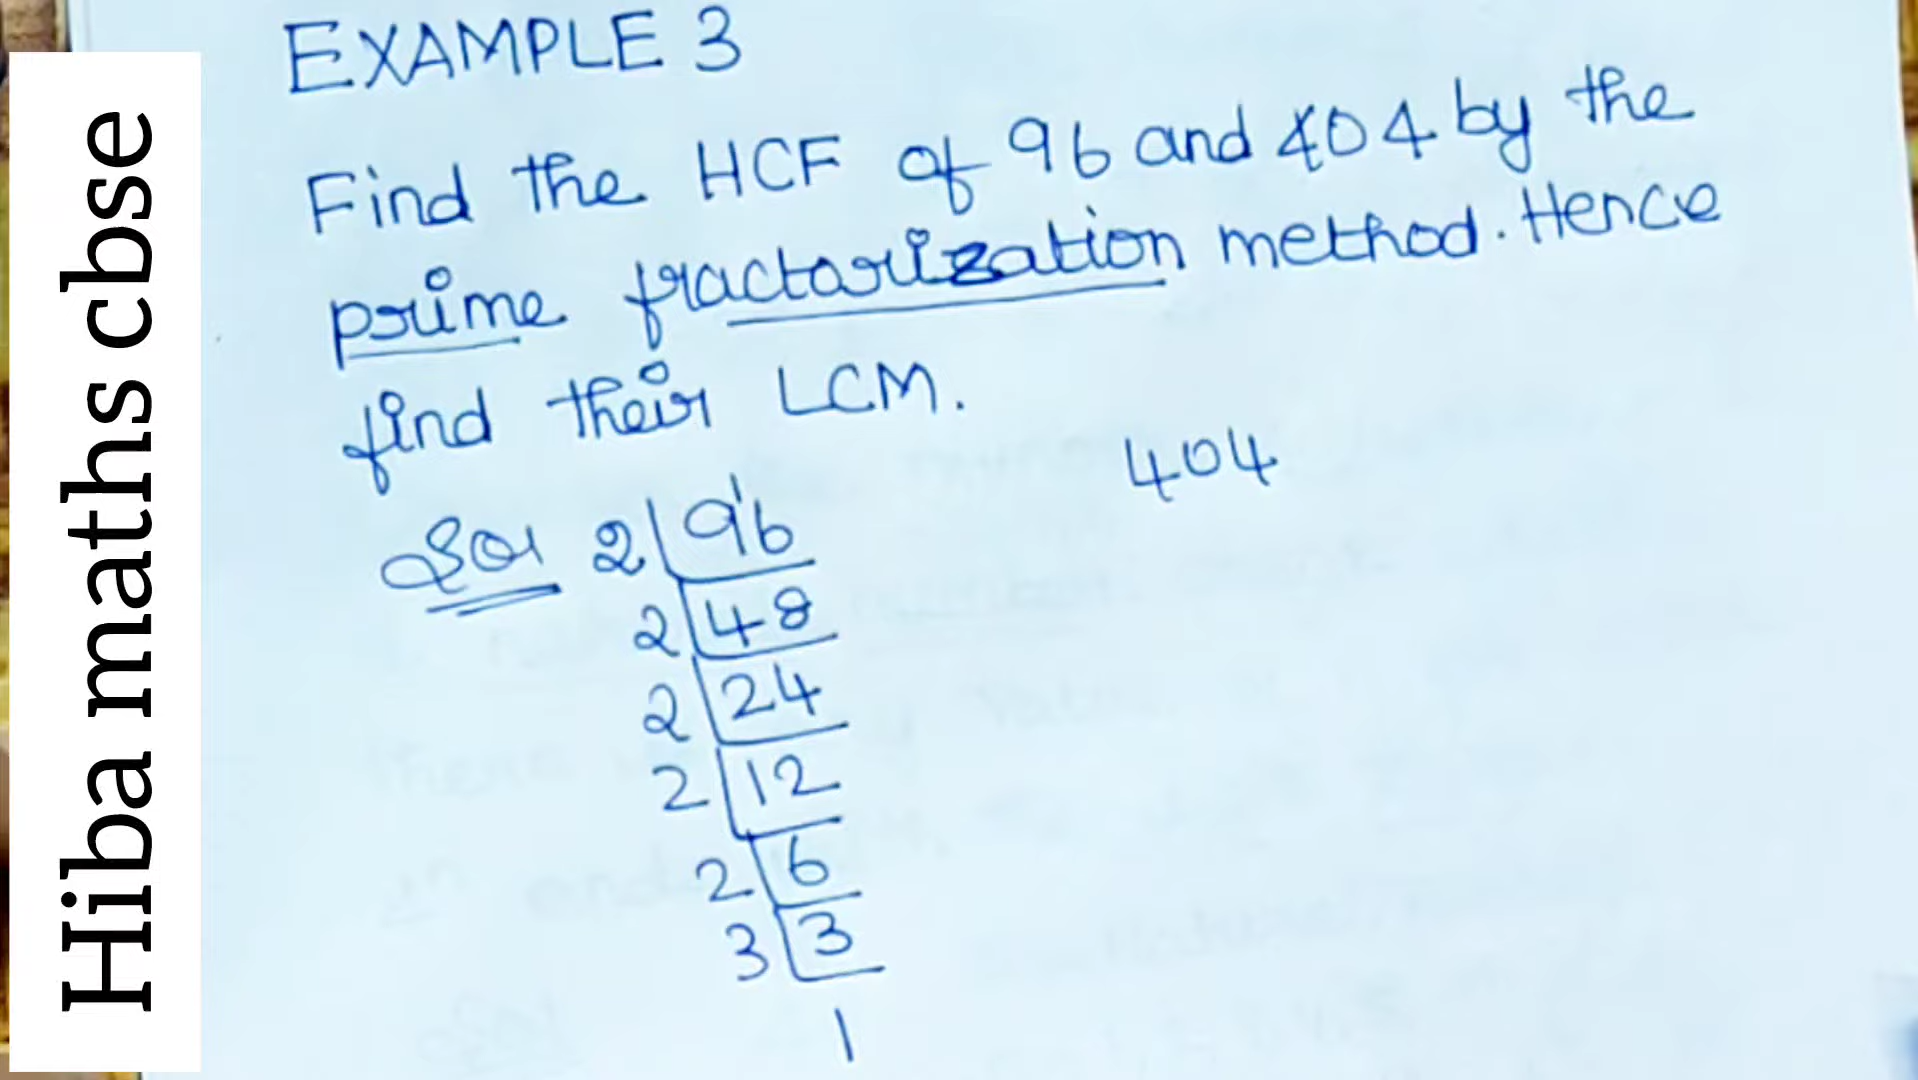 Hiba maths cbse
EXAMPLE 3
Find the HCF of 96 and 404 by the
prime fractorization method. Hence
find their LCM.
404
Sol 2 96
2 48
2 24
2 12
2 6
3 3
1